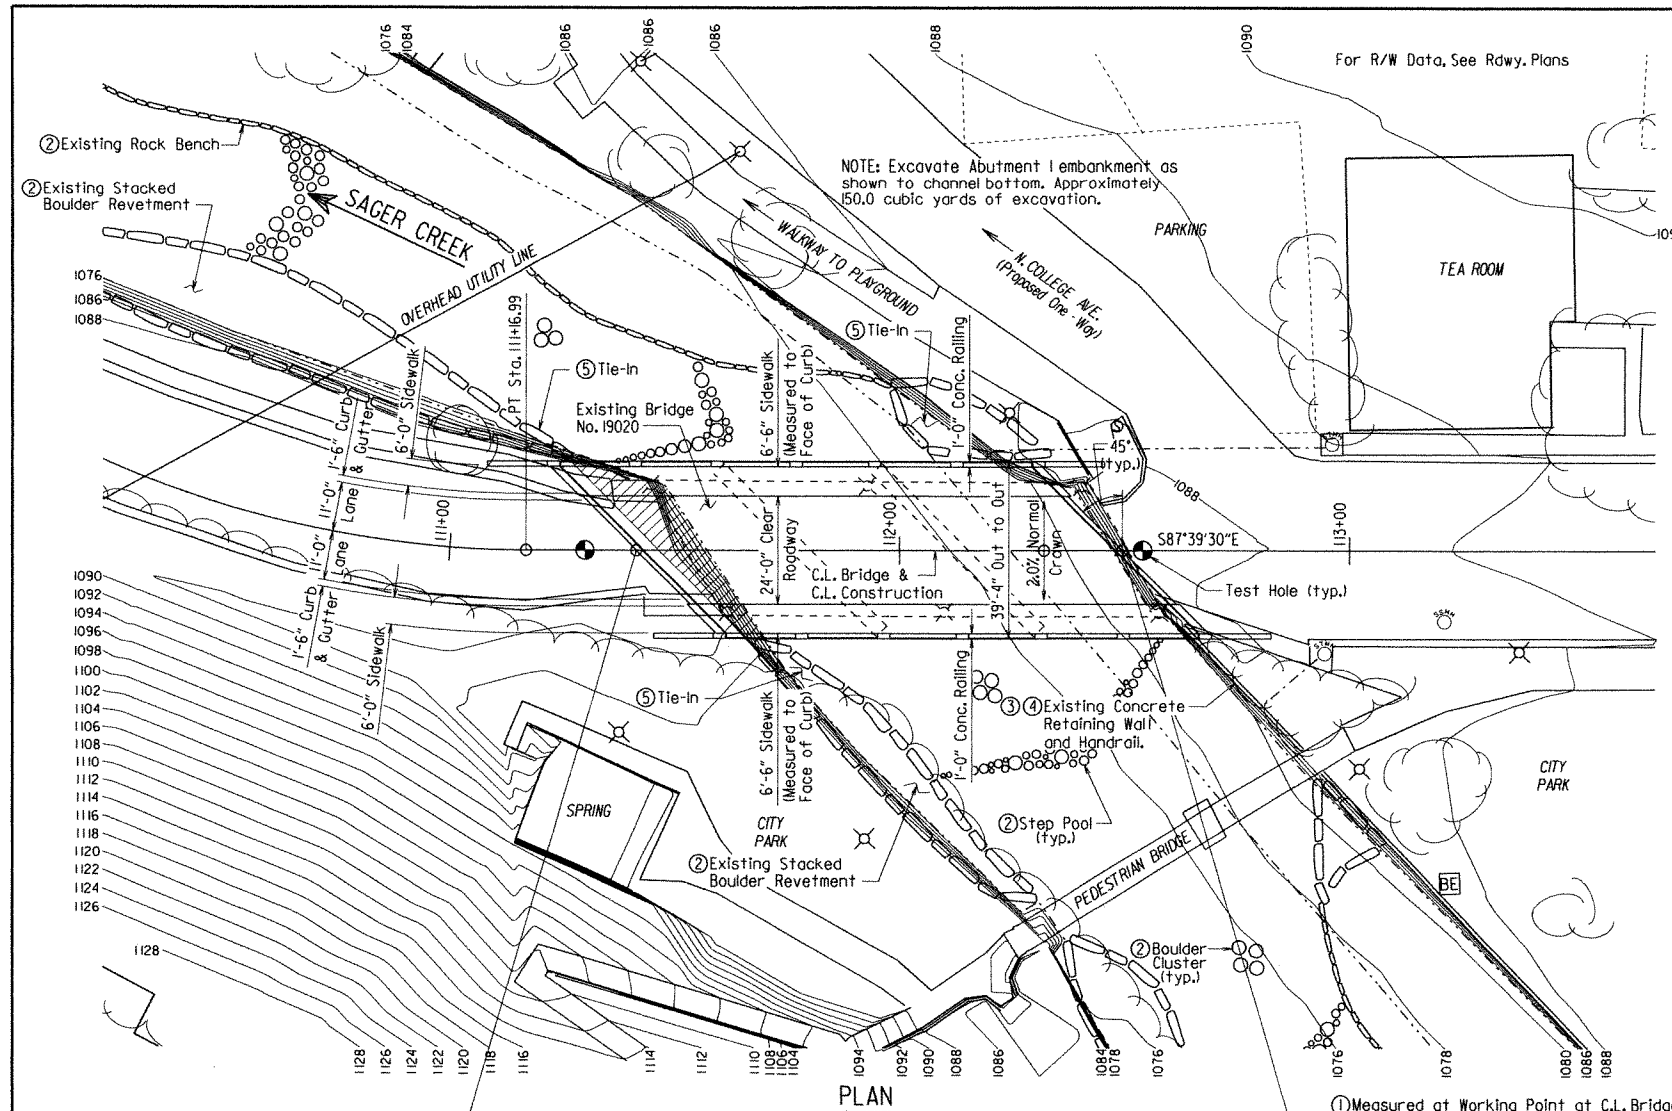 1076
1084
1086
1086
1086
1088
1090
For R/W Data, See Rdwy. Plans
②Existing Rock Bench
②Existing Stacked
Boulder Revetment
SAGER CREEK
OVERHEAD UTILITY LINE
NOTE: Excavate Abutment 1 embankment as
shown to channel bottom. Approximately
150.0 cubic yards of excavation.
WALKWAY TO PLAYGROUND
N. COLLEGE AVE.
(Proposed One-Way)
PARKING
TEA ROOM
1076
1086
1088
1'-6" Curb
& Gutter
6'-0" Sidewalk
PT Sta. 111+16.99
⑤Tie-In
Existing Bridge
No. 19020
6'-6" Sidewalk
(Measured to
Face of Curb)
⑤Tie-In
1'-0" Conc. Railing
45°
(typ.)
1088
11'-0"
Lane
11'-0"
Lane
111+00
24'-0" Clear
Roadway
112+00
C.L. Bridge &
C.L. Construction
39'-4" Out to Out
2.0% Normal
Crown
S87°39'30"E
113+00
Test Hole (typ.)
1'-6" Curb
& Gutter
6'-0" Sidewalk
SSMH
1090
1092
1094
1096
1098
1100
1102
1104
1106
1108
1110
1112
1114
1116
1118
1120
1122
1124
1126
1128
⑤Tie-In
6'-6" Sidewalk
(Measured to
Face of Curb)
1'-0" Conc. Railing
③④Existing Concrete
Retaining Wall
and Handrail.
SPRING
CITY
PARK
②Existing Stacked
Boulder Revetment
②Step Pool
(typ.)
PEDESTRIAN BRIDGE
CITY
PARK
BE
②Boulder
Cluster
(typ.)
1128
1126
1124
1122
1120
1118
1116
1114
1112
1110
1108
1106
1104
1094
1092
1090
1088
1086
1084
1078
1076
1076
1078
1080
1086
1088
PLAN
①Measured at Working Point at C.L. Bridge